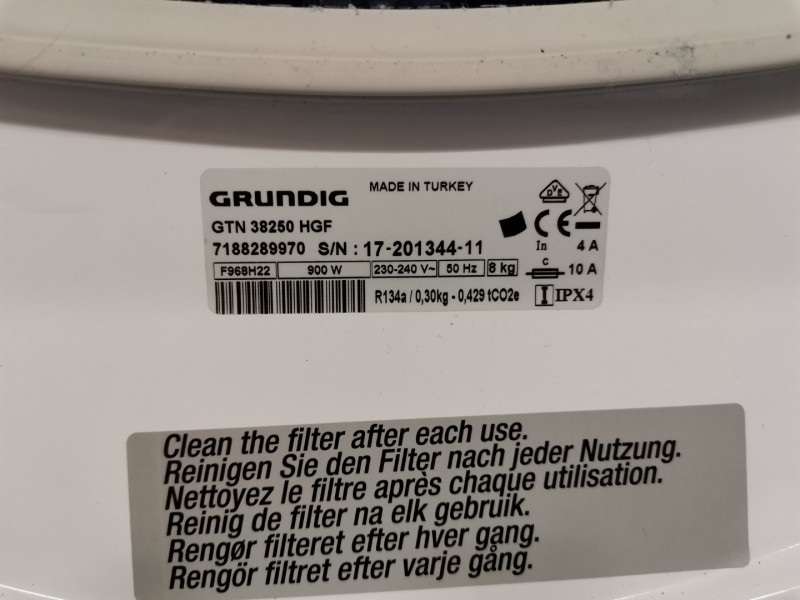 GRUNDIG
MADE IN TURKEY
GTN 38250 HGF
7188289970 S/N : 17-201344-11
F968H22 900 W 230-240 V~ 50 Hz 8 kg
R134a / 0,30kg - 0,429 tCO2e
DVE
CE
In 4 A
C 10 A
I IPX4
Clean the filter after each use.
Reinigen Sie den Filter nach jeder Nutzung.
Nettoyez le filtre après chaque utilisation.
Reinig de filter na elk gebruik.
Rengør filteret efter hver gang.
Rengör filtret efter varje gång.